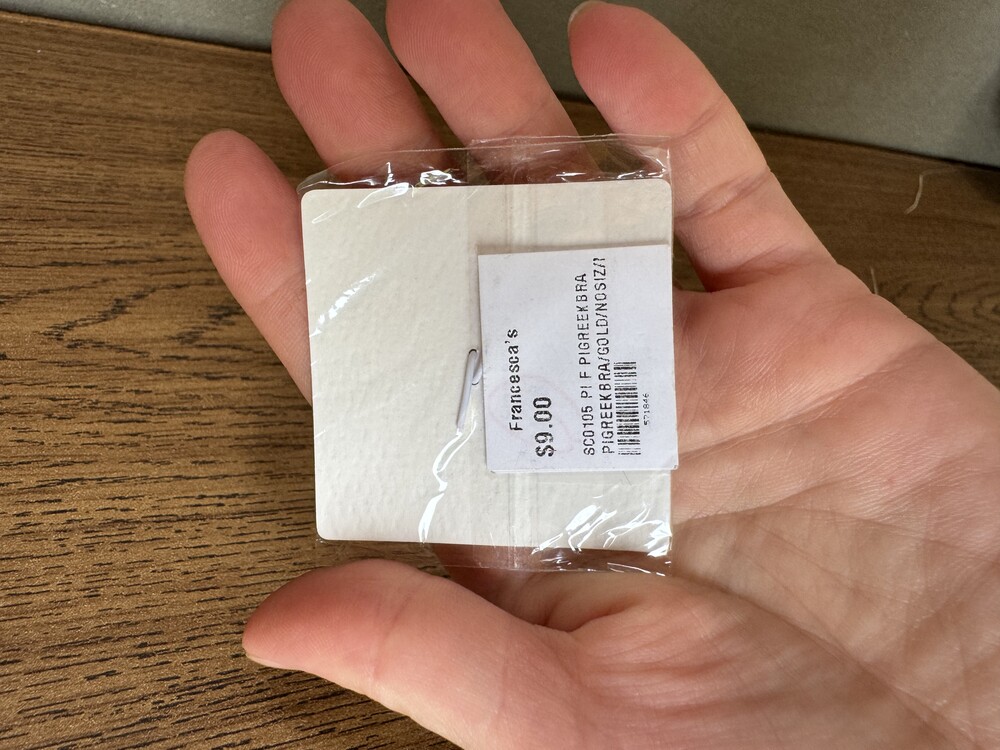 Francesca's
$9.00
SC0105 PI F PIGREEKBRA
PIGREEKBRA/GOLD/NOSIZ/1
571846